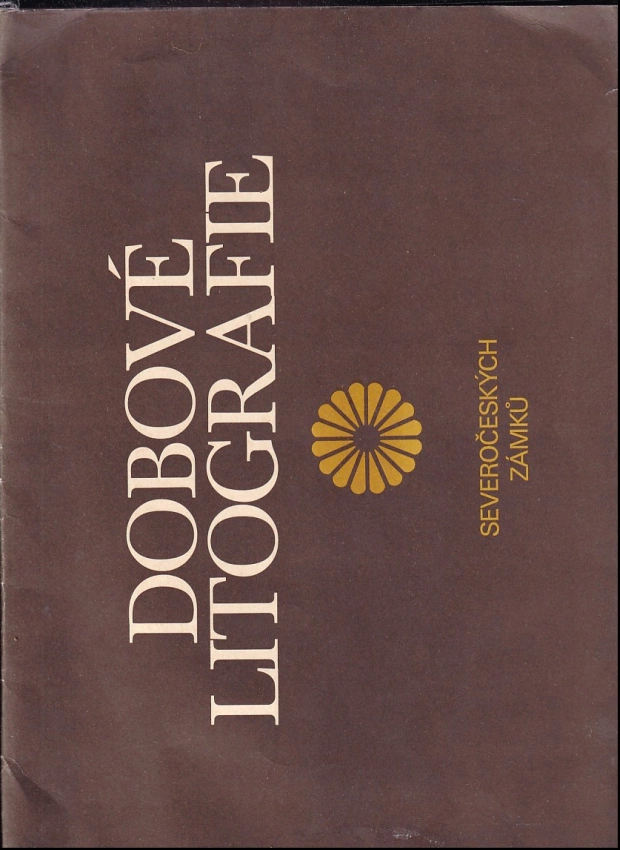 DOBOVÉ
LITOGRAFIE
SEVEROČESKÝCH
ZÁMKŮ